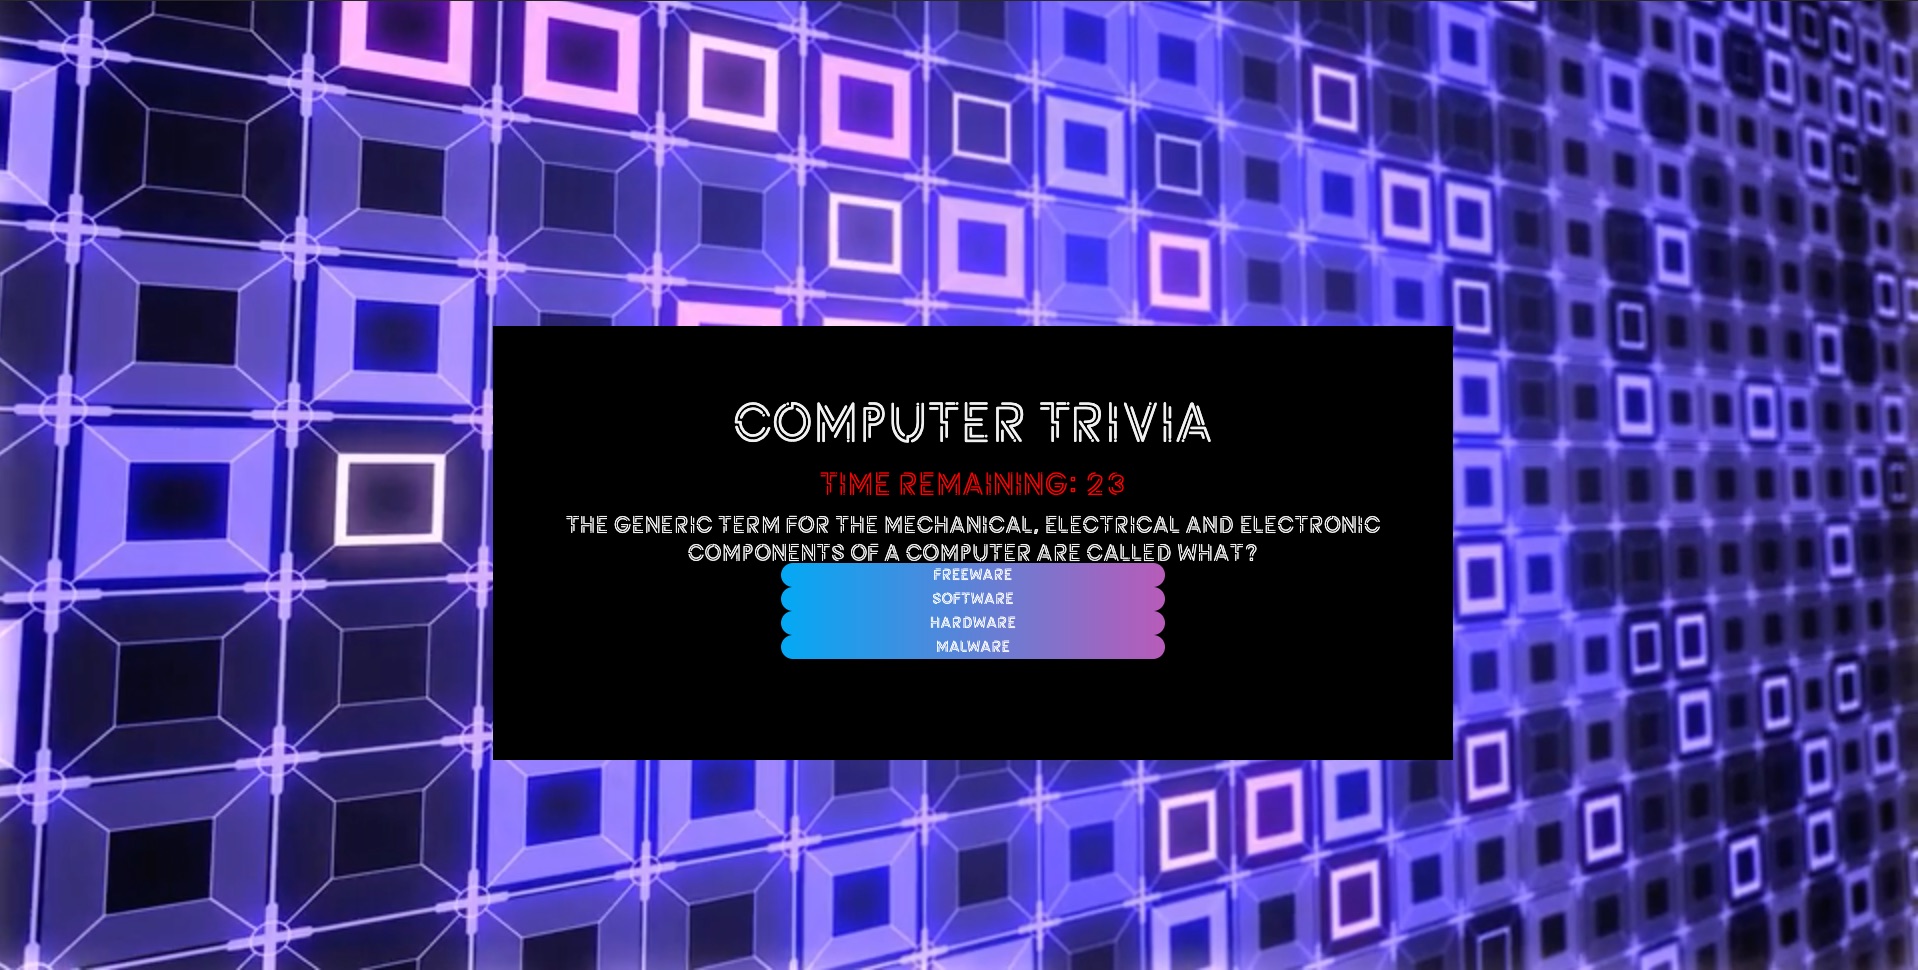 COMPUTER TRIVIA
TIME REMAINING: 23
THE GENERIC TERM FOR THE MECHANICAL, ELECTRICAL AND ELECTRONIC
COMPONENTS OF A COMPUTER ARE CALLED WHAT?
FREEWARE
SOFTWARE
HARDWARE
MALWARE